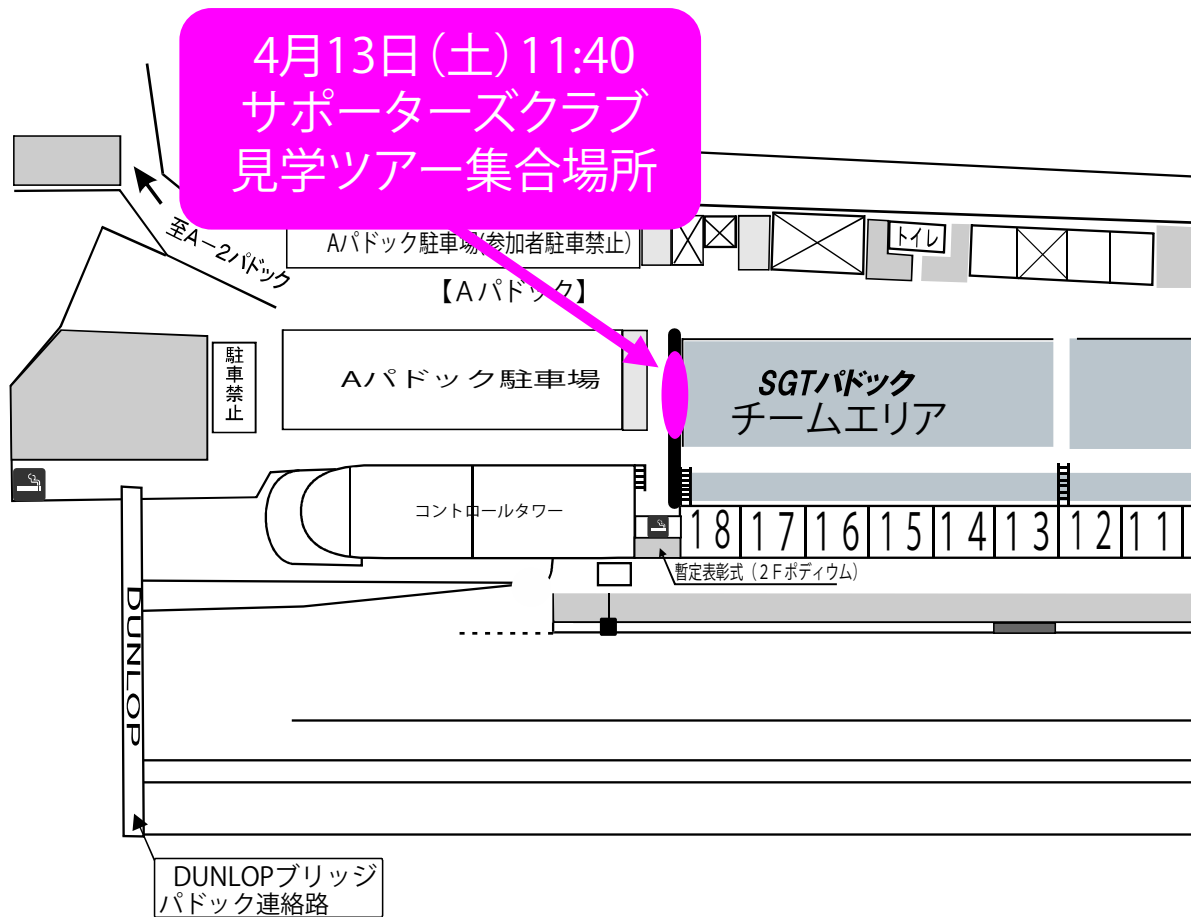 4月13日（土）11:40
サポーターズクラブ
見学ツアー集合場所
至A－2パドック
Aパドック駐車場(参加者駐車禁止)
トイレ
【Aパドック】
駐車禁止
Aパドック駐車場
SGTパドック
チームエリア
コントロールタワー
18 17 16 15 14 13 12 11
暫定表彰式（2Fポディウム）
DUNLOP
DUNLOPブリッジ
パドック連絡路